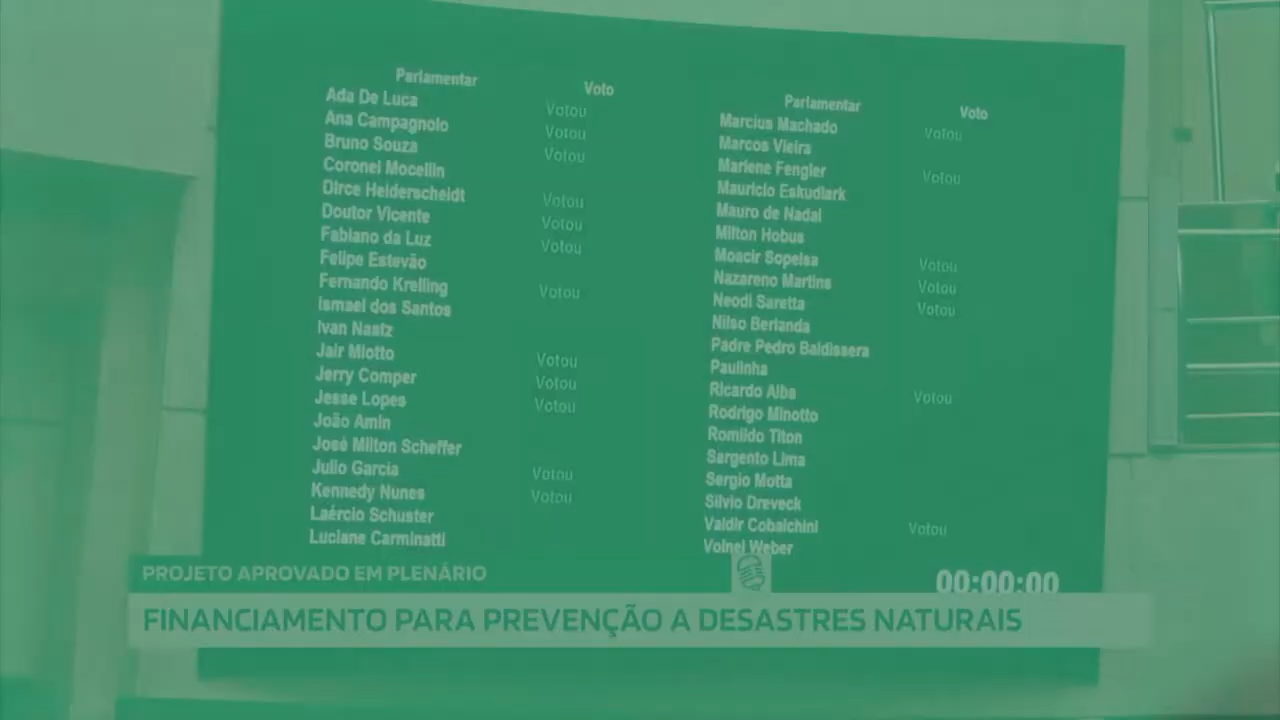 Parlamentar Voto
Ada De Luca Votou
Ana Campagnolo Votou
Bruno Souza Votou
Coronel Mocellin
Dirce Heiderscheidt Votou
Doutor Vicente Votou
Fabiano da Luz Votou
Felipe Estevão
Fernando Krelling Votou
Ismael dos Santos
Ivan Naatz
Jair Miotto Votou
Jerry Comper Votou
Jesse Lopes Votou
João Amin
José Milton Scheffer
Julio Garcia Votou
Kennedy Nunes Votou
Laércio Schuster
Luciane Carminatti
Parlamentar Voto
Marcius Machado Votou
Marcos Vieira
Marlene Fengler Votou
Mauricio Eskudlark
Mauro de Nadal
Milton Hobus
Moacir Sopelsa Votou
Nazareno Martins Votou
Neodi Saretta Votou
Nilso Berlanda
Padre Pedro Baldissera
Paulinha
Ricardo Alba Votou
Rodrigo Minotto
Romildo Titon
Sargento Lima
Sergio Motta
Silvio Dreveck
Valdir Cobalchini Votou
Volnei Weber
00:00:00
PROJETO APROVADO EM PLENÁRIO
FINANCIAMENTO PARA PREVENÇÃO A DESASTRES NATURAIS